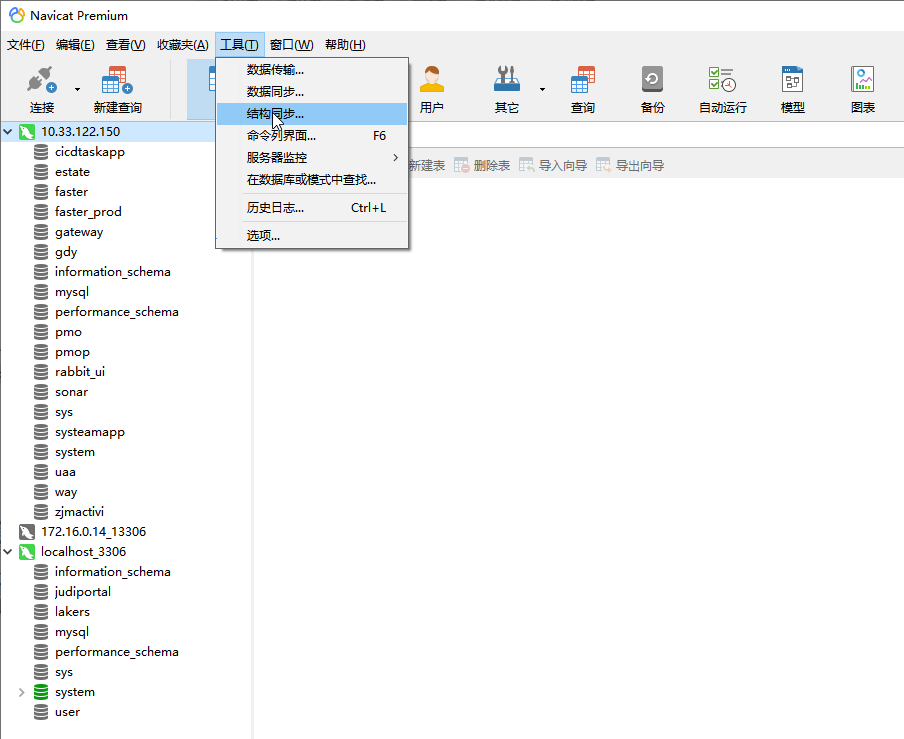 Navicat Premium
文件(F) 编辑(E) 查看(V) 收藏夹(A) 工具(T) 窗口(W) 帮助(H)
连接 新建查询 用户 其它 查询 备份 自动运行 模型 图表
数据传输...
数据同步...
结构同步...
命令列界面... F6
服务器监控
在数据库或模式中查找...
历史日志... Ctrl+L
选项...
新建表 删除表 导入向导 导出向导
10.33.122.150
cicdtaskapp
estate
faster
faster_prod
gateway
gdy
information_schema
mysql
performance_schema
pmo
pmop
rabbit_ui
sonar
sys
systeamapp
system
uaa
way
zjmactivi
172.16.0.14_13306
localhost_3306
information_schema
judiportal
lakers
mysql
performance_schema
sys
system
user